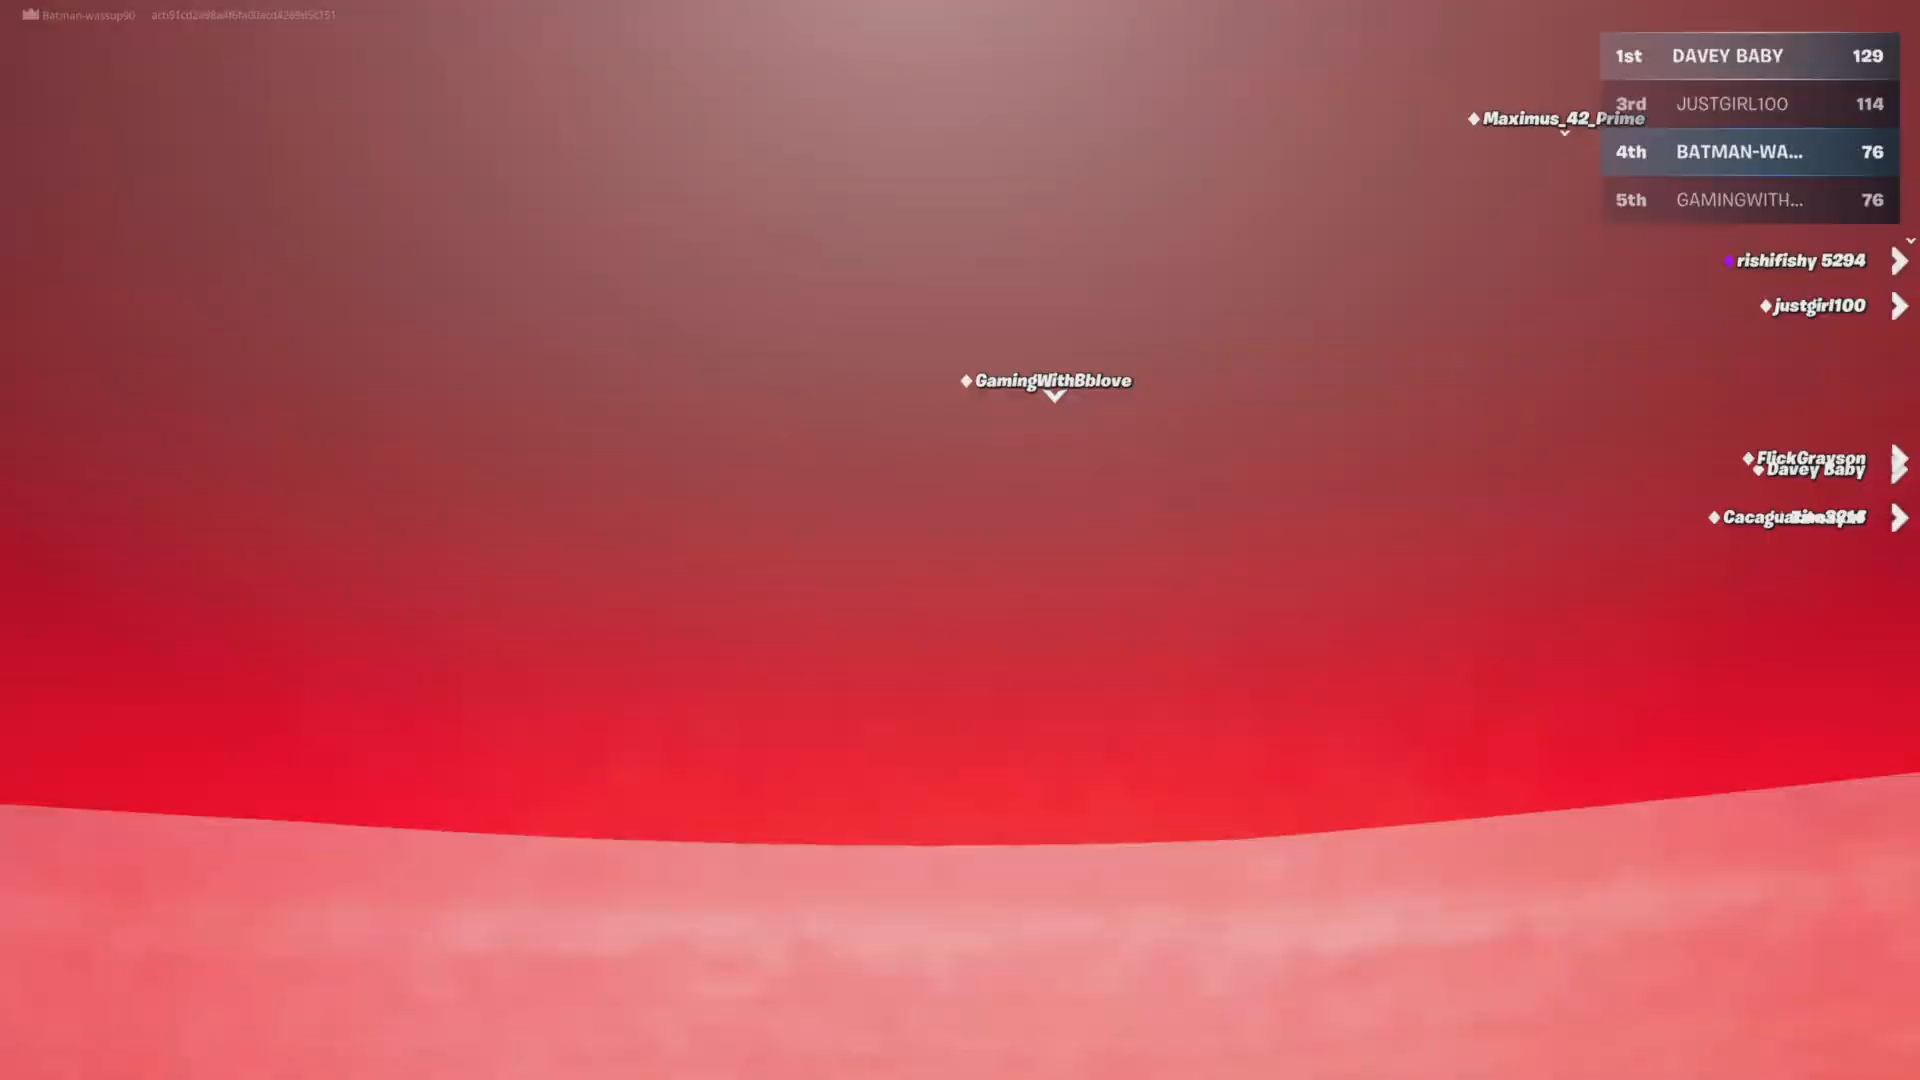 Batman-wassup90
1st DAVEY BABY 129
3rd JUSTGIRL100 114
Maximus_42_Prime
4th BATMAN-WA... 76
5th GAMINGWITH... 76
rishifishy 5294
justgirl100
GamingWithBblove
FlickGrayson
Davey Baby